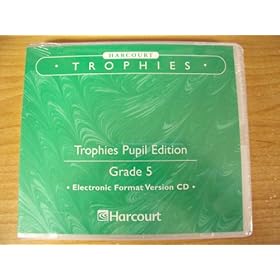 HARCOURT
• TROPHIES •
Trophies Pupil Edition
Grade 5
• Electronic Format Version CD •
Harcourt